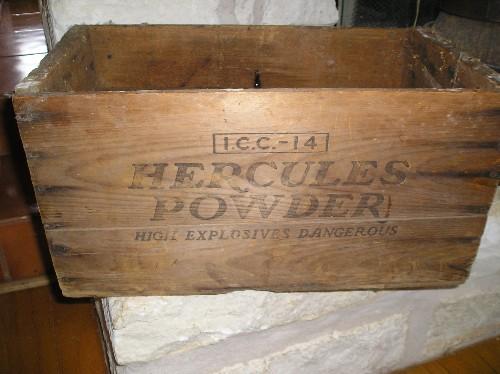 I.C.C.-14
HERCULES
POWDER
HIGH EXPLOSIVES DANGEROUS